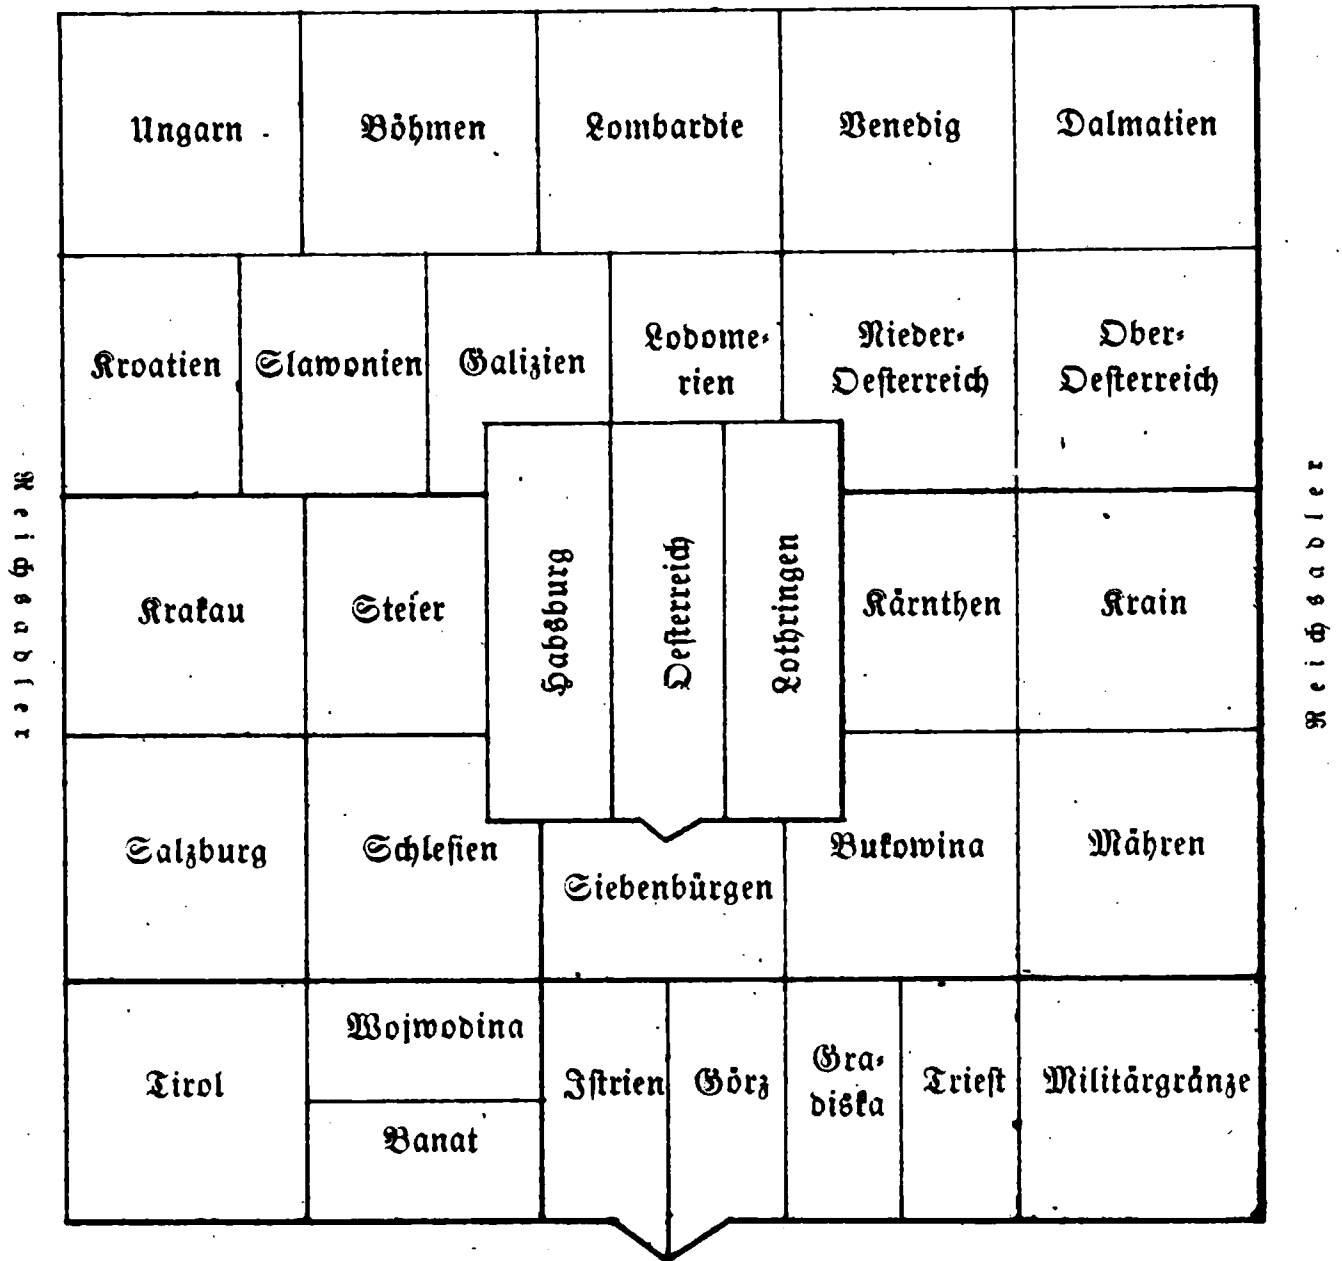 Ungarn
Böhmen
Lombardie
Venedig
Dalmatien
Kroatien
Slawonien
Galizien
Lodome-
rien
Nieder-
Oesterreich
Ober-
Oesterreich
Reichsadler
Krakau
Steier
Habsburg
Oesterreich
Lothringen
Kärnthen
Krain
Reichsadler
Salzburg
Schlesien
Siebenbürgen
Bukowina
Mähren
Tirol
Wojwodina
Banat
Istrien
Görz
Gra-
diska
Triest
Militärgränze